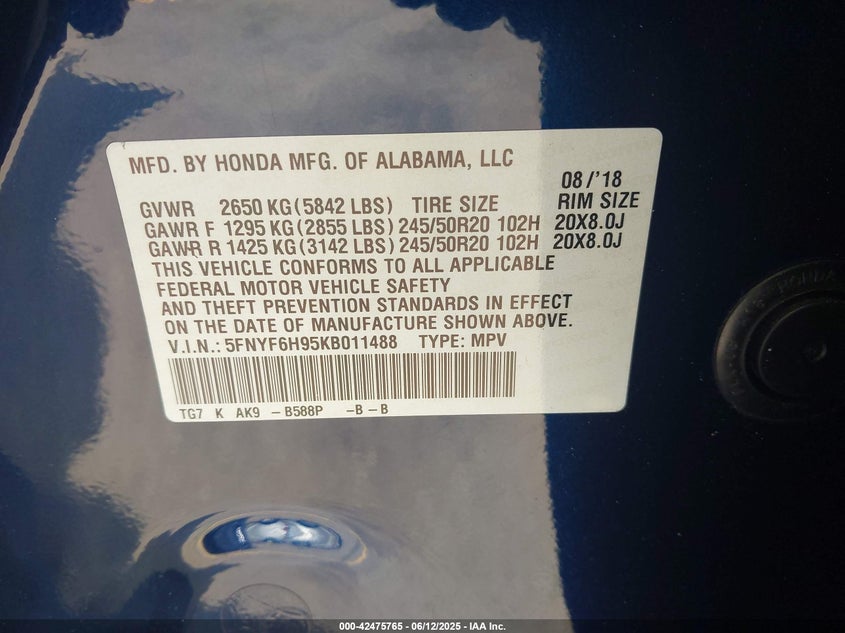 MFD. BY HONDA MFG. OF ALABAMA, LLC
08/'18
GVWR 2650 KG (5842 LBS) TIRE SIZE RIM SIZE
GAWR F 1295 KG (2855 LBS) 245/50R20 102H 20X8.0J
GAWR R 1425 KG (3142 LBS) 245/50R20 102H 20X8.0J
THIS VEHICLE CONFORMS TO ALL APPLICABLE
FEDERAL MOTOR VEHICLE SAFETY
AND THEFT PREVENTION STANDARDS IN EFFECT
ON THE DATE OF MANUFACTURE SHOWN ABOVE.
V.I.N.: 5FNYF6H95KB011488 TYPE: MPV
TG7 K AK9 -B588P -B-B
HONDA
000-42475765 - 06/12/2025 - IAA Inc.